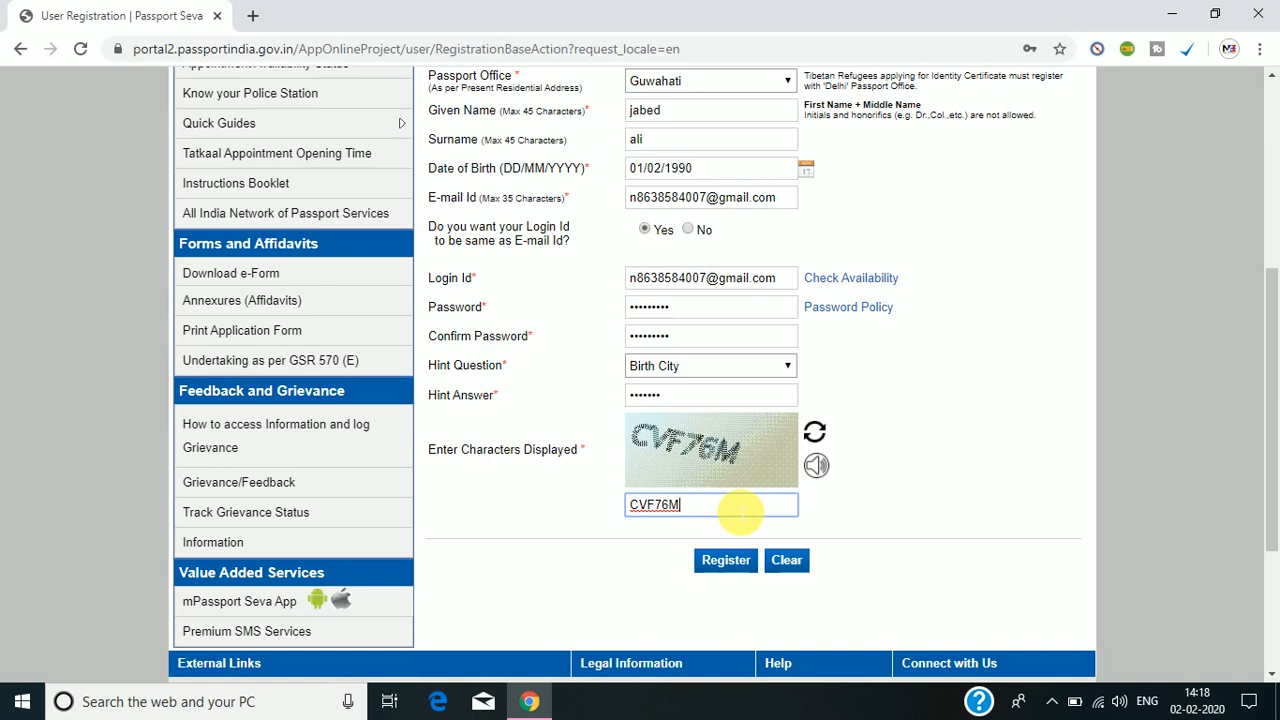 User Registration | Passport Seva
portal2.passportindia.gov.in/AppOnlineProject/user/RegistrationBaseAction?request_locale=en
Appointment Availability Status
Know your Police Station
Quick Guides
Tatkaal Appointment Opening Time
Instructions Booklet
All India Network of Passport Services
Forms and Affidavits
Download e-Form
Annexures (Affidavits)
Print Application Form
Undertaking as per GSR 570 (E)
Feedback and Grievance
How to access Information and log
Grievance
Grievance/Feedback
Track Grievance Status
Information
Value Added Services
mPassport Seva App
Premium SMS Services
Passport Office *
(As per Present Residential Address)
Guwahati
Tibetan Refugees applying for Identity Certificate must register
with 'Delhi' Passport Office.
Given Name (Max 45 Characters)*
jabed
First Name + Middle Name
Initials and honorifics (e.g. Dr.,Col.,etc.) are not allowed.
Surname (Max 45 Characters)
ali
Date of Birth (DD/MM/YYYY)*
01/02/1990
17
E-mail Id (Max 35 Characters)*
n8638584007@gmail.com
Do you want your Login Id
to be same as E-mail Id?
Yes No
Login Id*
n8638584007@gmail.com
Check Availability
Password*
•••••••••
Password Policy
Confirm Password*
•••••••••
Hint Question*
Birth City
Hint Answer*
•••••••
Enter Characters Displayed *
CVF76M
CVF76M
Register Clear
External Links
Legal Information
Help
Connect with Us
Search the web and your PC
ENG
14:18
02-02-2020